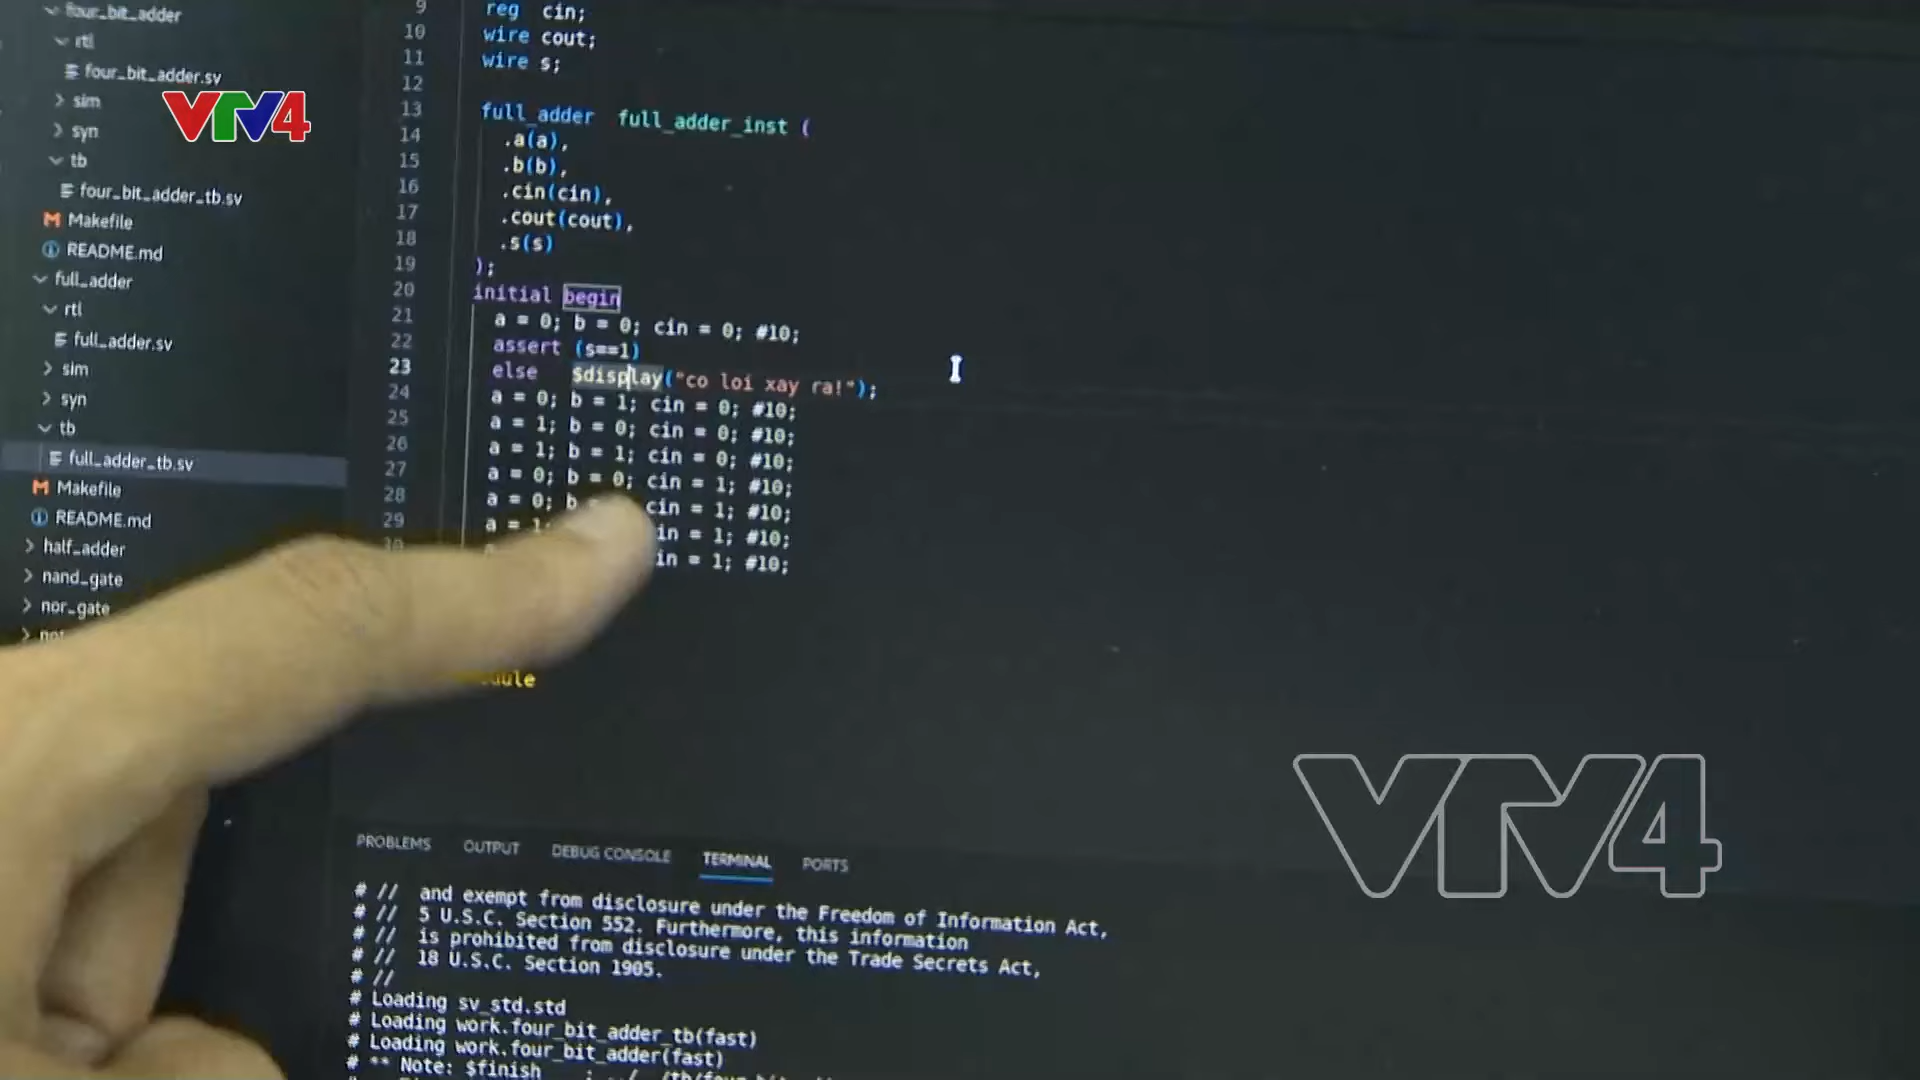 four_bit_adder
rtl
four_bit_adder.sv
sim
syn
tb
four_bit_adder_tb.sv
Makefile
README.md
full_adder
rtl
full_adder.sv
sim
syn
tb
full_adder_tb.sv
Makefile
README.md
half_adder
nand_gate
nor_gate
VTV4
9 reg cin;
10 wire cout;
11 wire s;
12
13 full_adder full_adder_inst (
14 .a(a),
15 .b(b),
16 .cin(cin),
17 .cout(cout),
18 .s(s)
19 );
20 initial begin
21 a = 0; b = 0; cin = 0; #10;
22 assert (s==1)
23 else $display("co loi xay ra!");
24 a = 0; b = 1; cin = 0; #10;
25 a = 1; b = 0; cin = 0; #10;
26 a = 1; b = 1; cin = 0; #10;
27 a = 0; b = 0; cin = 1; #10;
28 a = 0; b cin = 1; #10;
29 a = 1; in = 1; #10;
30 in = 1; #10;
dule
VTV4
PROBLEMS OUTPUT DEBUG CONSOLE TERMINAL PORTS
# // and exempt from disclosure under the Freedom of Information Act,
# // 5 U.S.C. Section 552. Furthermore, this information
# // is prohibited from disclosure under the Trade Secrets Act,
# // 18 U.S.C. Section 1905.
# //
# Loading sv_std.std
# Loading work.four_bit_adder_tb(fast)
# Loading work.four_bit_adder(fast)
# ** Note: $finish